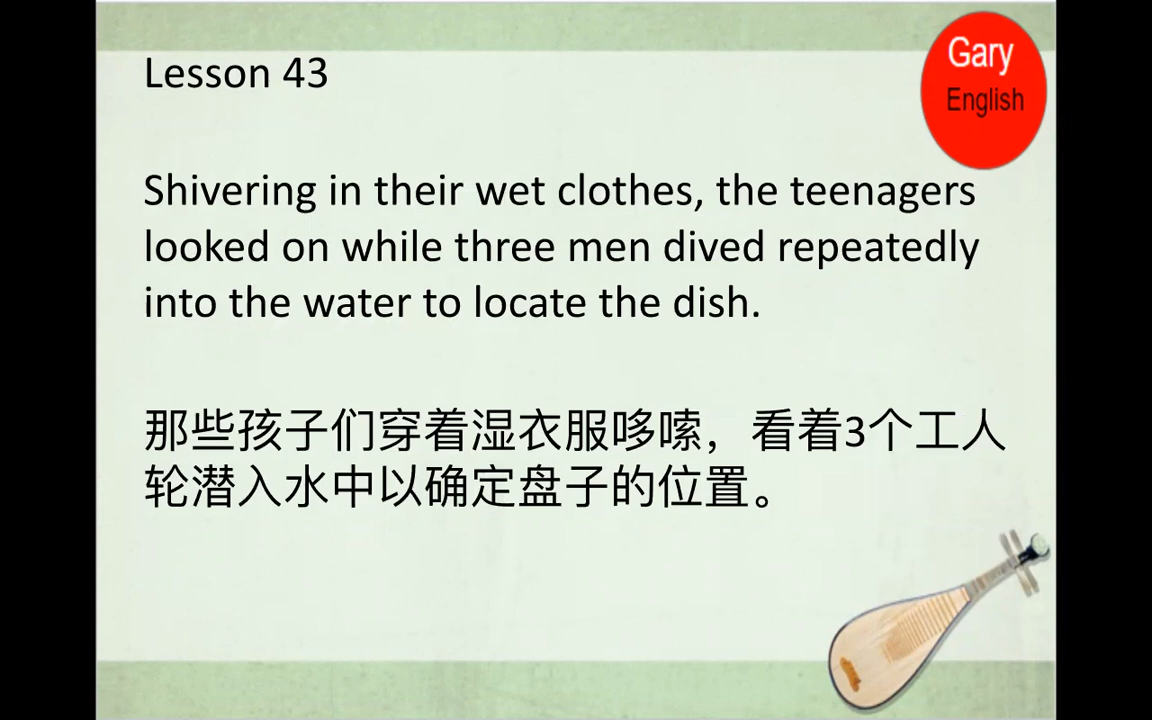 Lesson 43
Gary
English
Shivering in their wet clothes, the teenagers
looked on while three men dived repeatedly
into the water to locate the dish.
那些孩子们穿着湿衣服哆嗦，看着3个工人
轮潜入水中以确定盘子的位置。